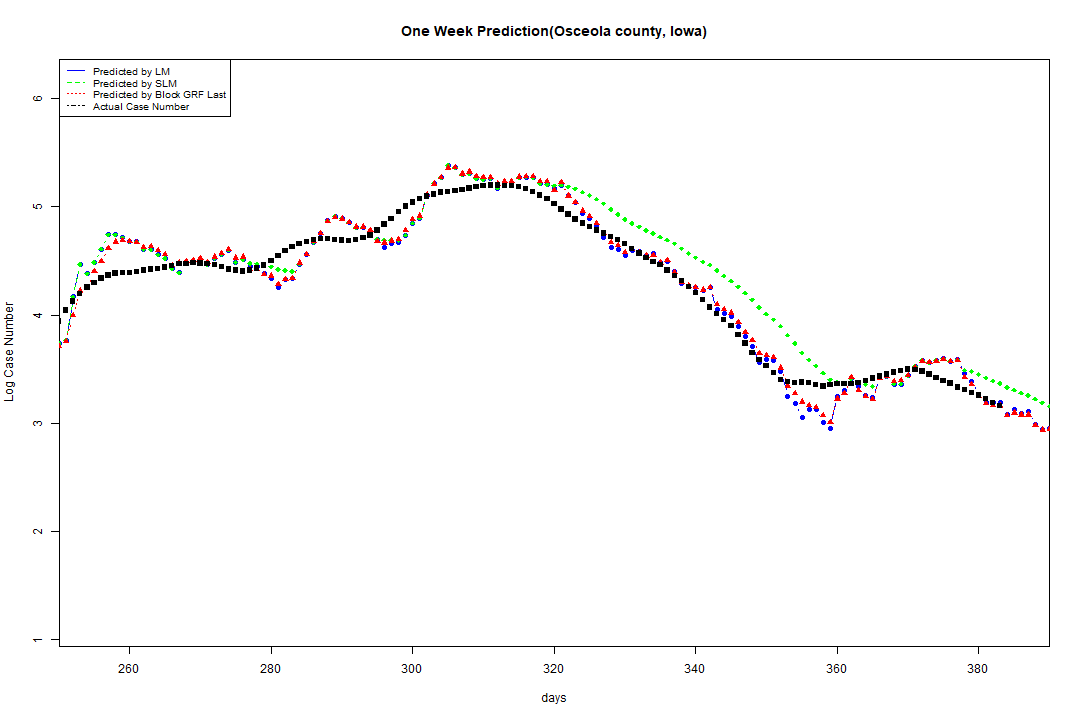 One Week Prediction(Osceola county, Iowa)
Predicted by LM
Predicted by SLM
Predicted by Block GRF Last
Actual Case Number
6
5
4
3
2
1
Log Case Number
260 280 300 320 340 360 380
days